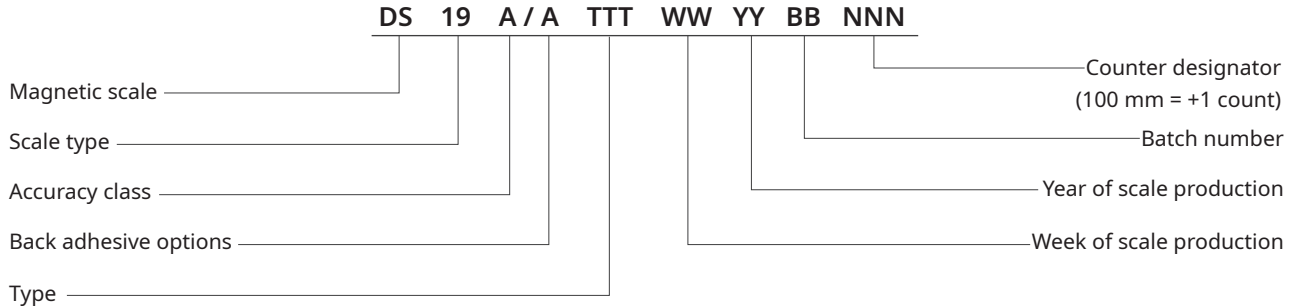 DS 19 A / A TTT WW YY BB NNN
Magnetic scale
Scale type
Accuracy class
Back adhesive options
Type
Counter designator
(100 mm = +1 count)
Batch number
Year of scale production
Week of scale production